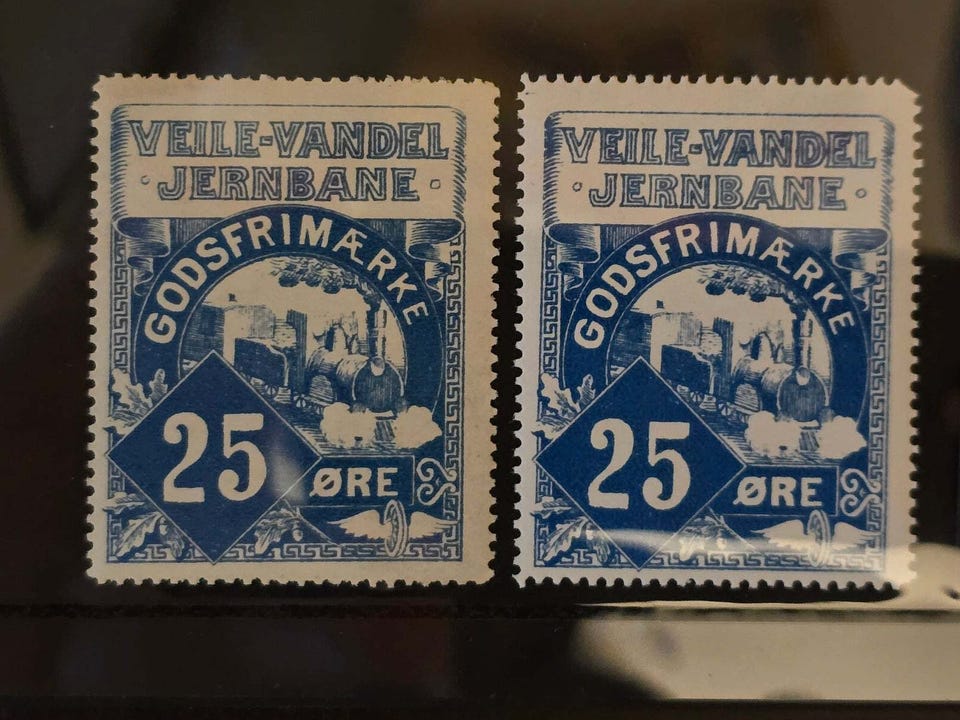 VEILE-VANDEL
· JERNBANE ·
GODSFRIMÆRKE
25
ØRE
VEILE-VANDEL
· JERNBANE ·
GODSFRIMÆRKE
25
ØRE